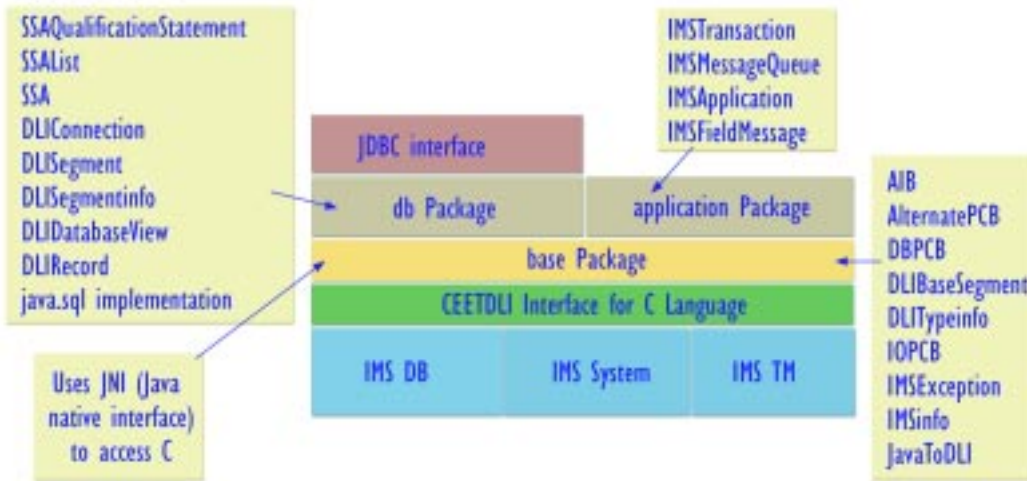 SSAQualificationStatement
SSAList
SSA
DLIConnection
DLISegment
DLISegmentinfo
DLIDatabaseView
DLIRecord
java.sql implementation
IMSTransaction
IMSMessageQueue
IMSApplication
IMSFieldMessage
JDBC interface
db Package
application Package
base Package
CEETDLI Interface for C Language
IMS DB
IMS System
IMS TM
AIB
AlternatePCB
DBPCB
DLIBaseSegment
DLITypeinfo
IOPCB
IMSException
IMSinfo
JavaToDLI
Uses JNI (Java
native interface)
to access C